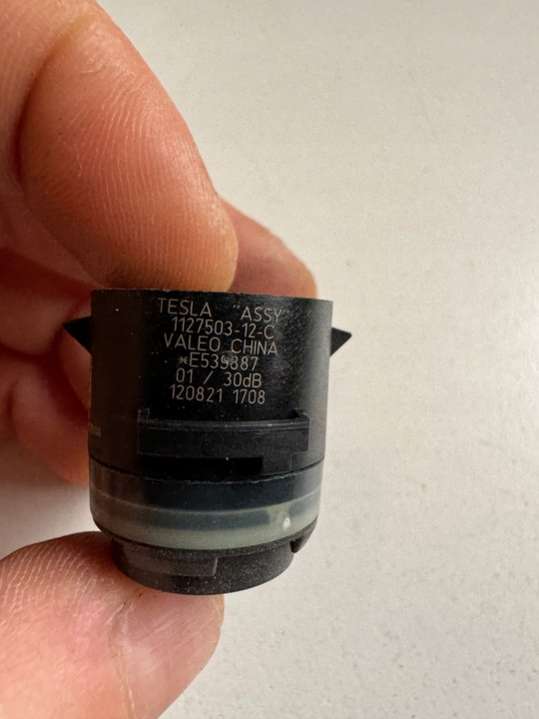 TESLA "ASSY"
1127503-12-C
VALEO CHINA
*E539887
01 / 30dB
120821 1708